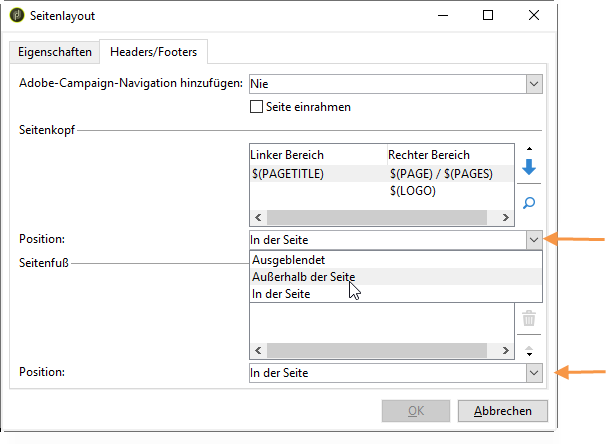 Seitenlayout
Eigenschaften Headers/Footers
Adobe-Campaign-Navigation hinzufügen: Nie
Seite einrahmen
Seitenkopf
Linker Bereich Rechter Bereich
$(PAGETITLE) $(PAGE) / $(PAGES)
$(LOGO)
Position: In der Seite
Seitenfuß Ausgeblendet
Außerhalb der Seite
In der Seite
Position: In der Seite
OK Abbrechen